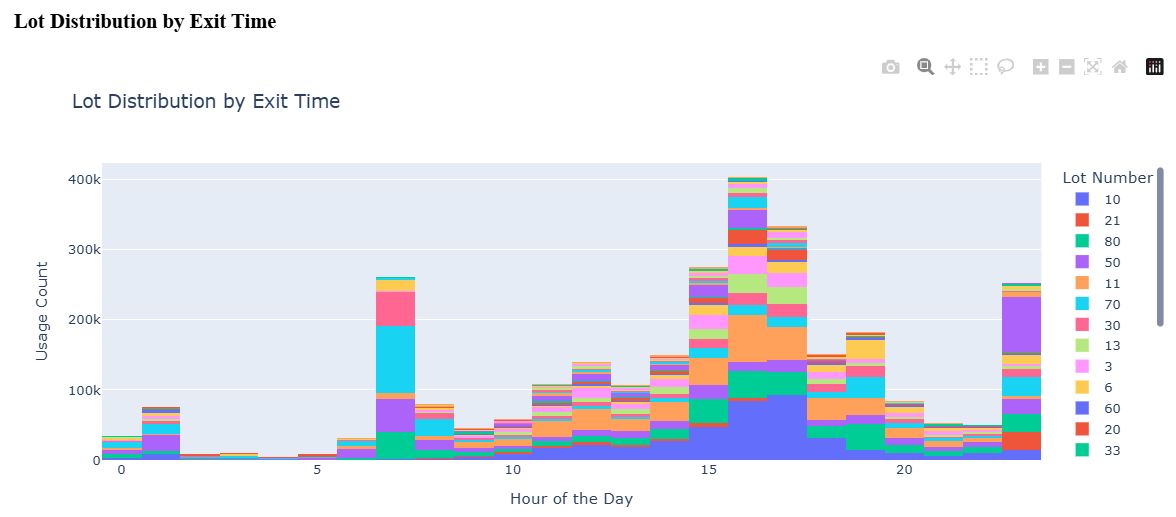 Lot Distribution by Exit Time
Lot Distribution by Exit Time
Lot Number
10
21
80
50
11
70
30
13
3
6
60
20
33
400k
300k
200k
100k
0
Usage Count
0 5 10 15 20
Hour of the Day